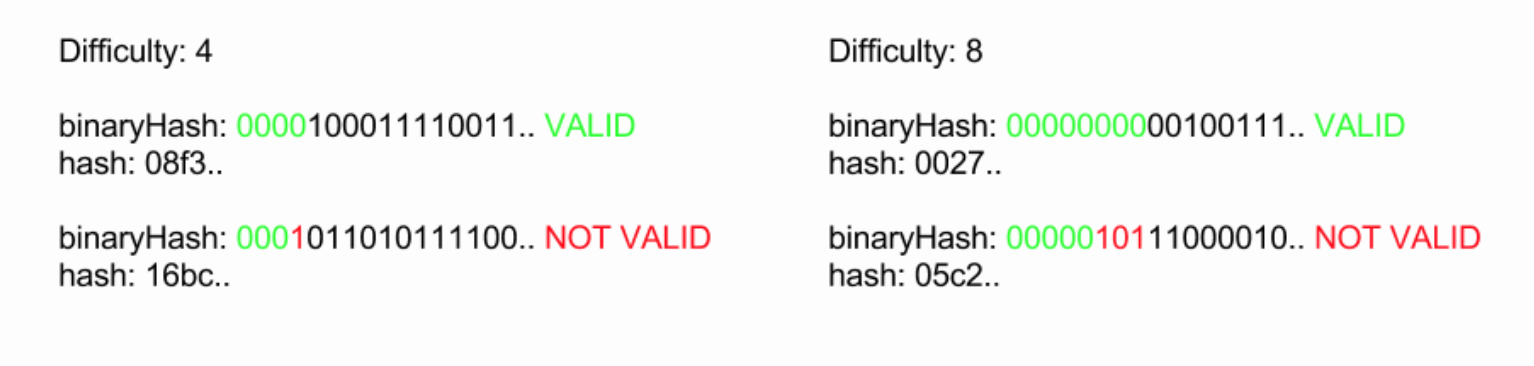 Difficulty: 4
binaryHash: 0000100011110011.. VALID
hash: 08f3..
binaryHash: 0001011010111100.. NOT VALID
hash: 16bc..
Difficulty: 8
binaryHash: 0000000000100111.. VALID
hash: 0027..
binaryHash: 0000010111000010.. NOT VALID
hash: 05c2..